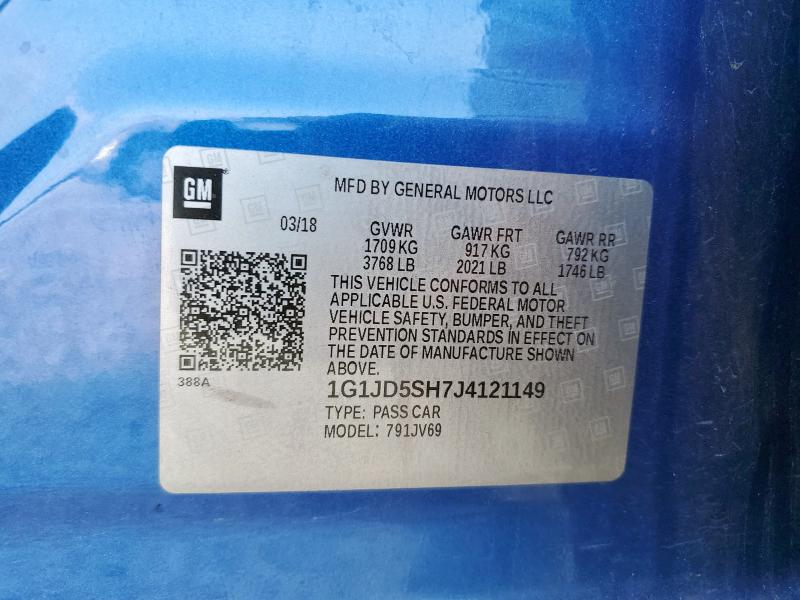 GM
MFD BY GENERAL MOTORS LLC
03/18
GVWR
1709 KG
3768 LB
GAWR FRT
917 KG
2021 LB
GAWR RR
792 KG
1746 LB
THIS VEHICLE CONFORMS TO ALL
APPLICABLE U.S. FEDERAL MOTOR
VEHICLE SAFETY, BUMPER, AND THEFT
PREVENTION STANDARDS IN EFFECT ON
THE DATE OF MANUFACTURE SHOWN
ABOVE.
388A
1G1JD5SH7J4121149
TYPE: PASS CAR
MODEL: 791JV69